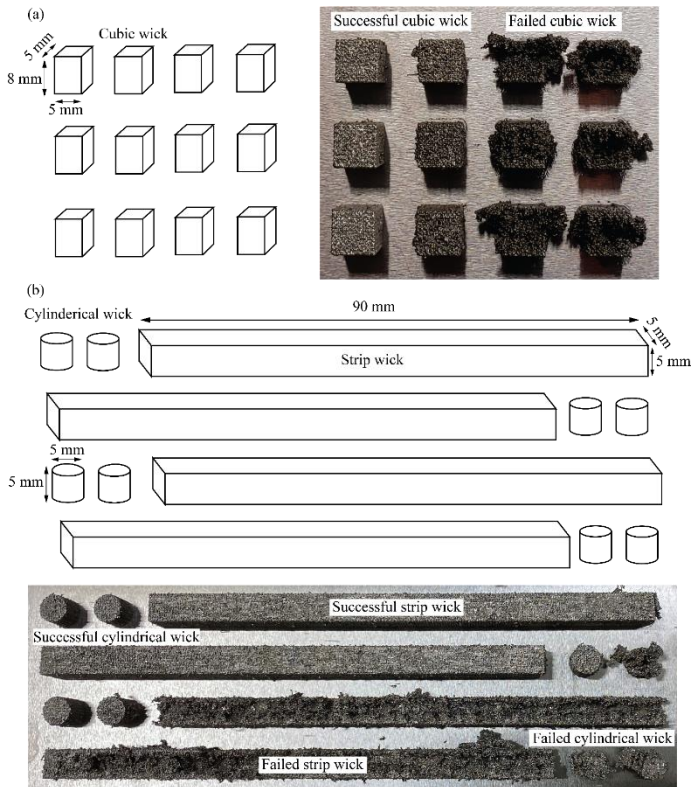 (a)
Cubic wick
5 mm
8 mm
5 mm
Successful cubic wick
Failed cubic wick
(b)
90 mm
Cylinderical wick
5 mm
Strip wick
5 mm
5 mm
5 mm
Successful strip wick
Successful cylindrical wick
Failed cylindrical wick
Failed strip wick